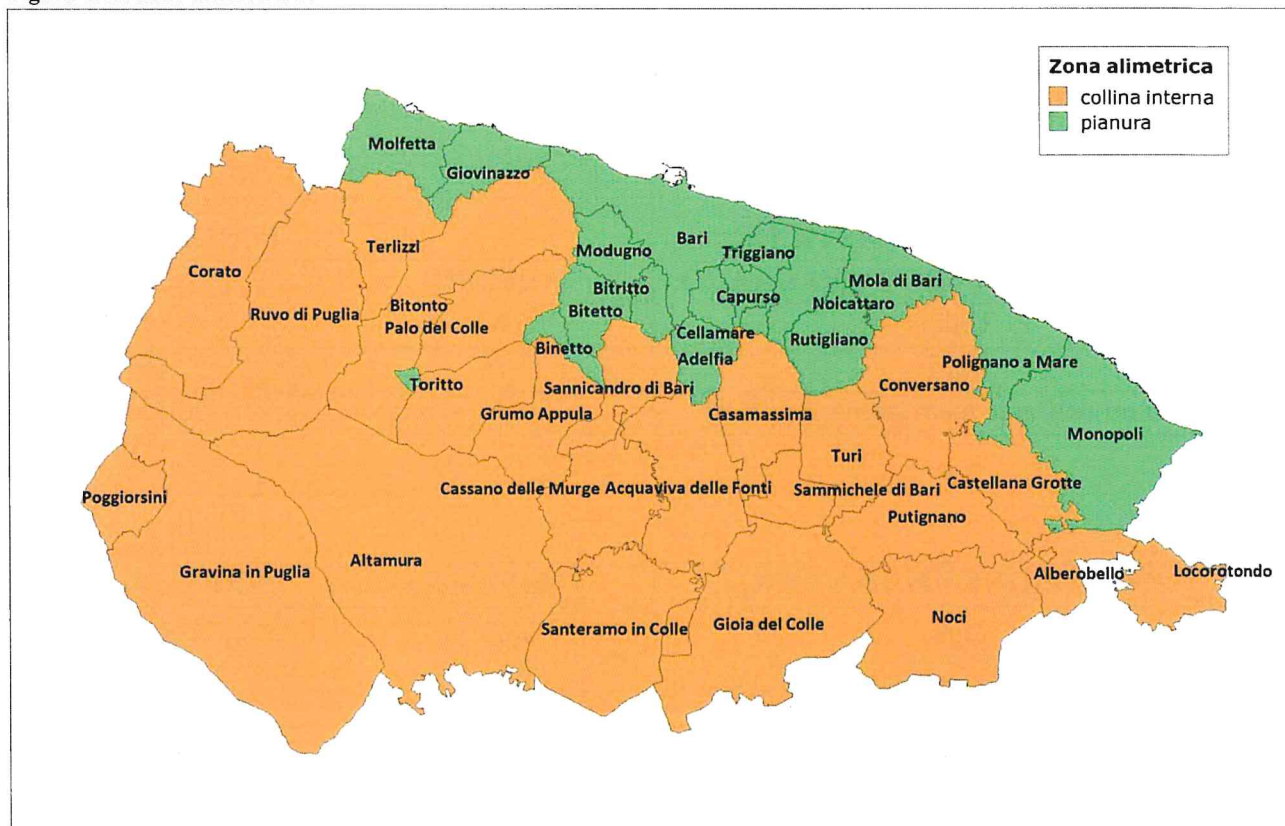 Zona alimetrica
collina interna
pianura
Molfetta
Giovinazzo
Terlizzi
Corato
Ruvo di Puglia
Modugno
Bari
Triggiano
Mola di Bari
Bitonto
Bitritto
Capurso
Noicattaro
Bitetto
Palo del Colle
Cellamare
Rutigliano
Binetto
Adelfia
Polignano a Mare
Toritto
Sannicandro di Bari
Conversano
Grumo Appula
Casamassima
Monopoli
Turi
Poggiorsini
Cassano delle Murge
Acquaviva delle Fonti
Sammichele di Bari
Castellana Grotte
Putignano
Altamura
Gravina in Puglia
Alberobello
Locorotondo
Santeramo in Colle
Gioia del Colle
Noci